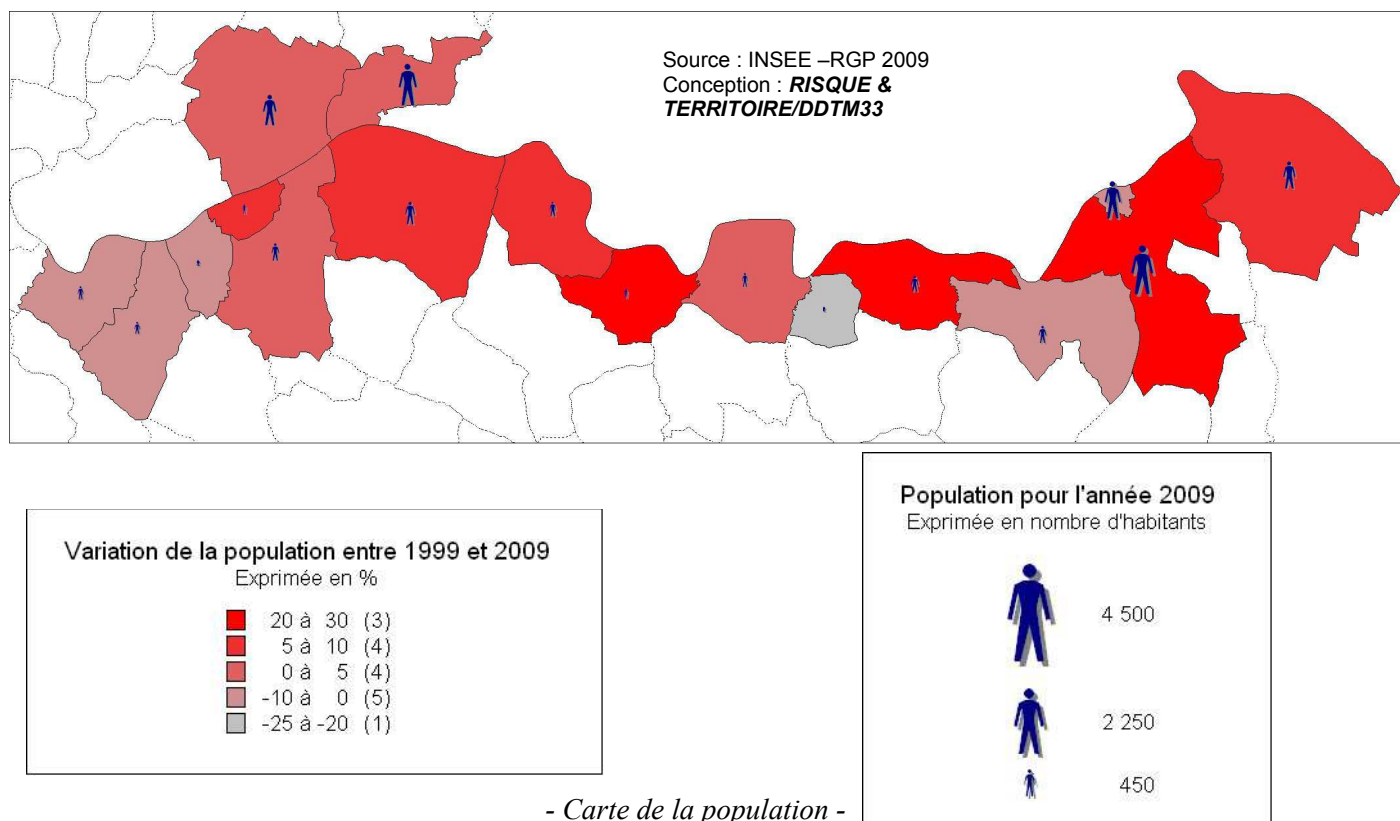 Source : INSEE –RGP 2009
Conception : RISQUE &
TERRITOIRE/DDTM33
Variation de la population entre 1999 et 2009
Exprimée en %
20 à 30 (3)
5 à 10 (4)
0 à 5 (4)
-10 à 0 (5)
-25 à -20 (1)
Population pour l'année 2009
Exprimée en nombre d'habitants
4 500
2 250
450
- Carte de la population -